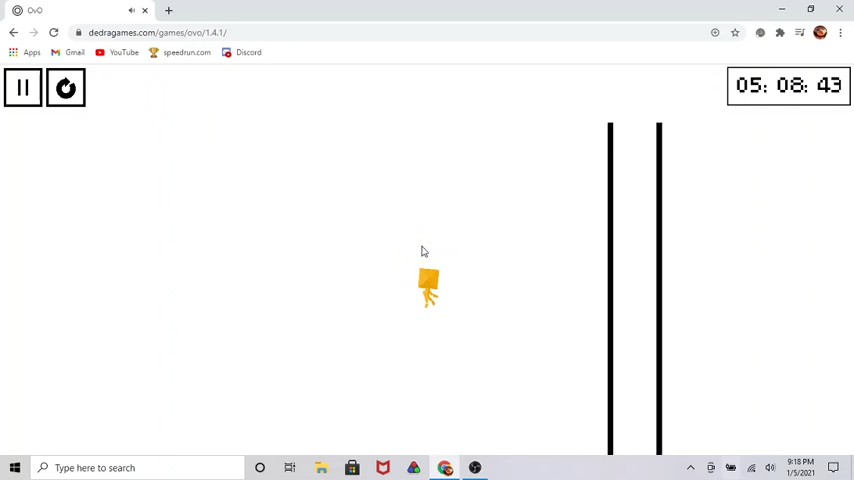 OvO
dedragames.com/games/ovo/1.4.1/
Apps Gmail YouTube speedrun.com Discord
05: 08: 43
Type here to search
9:18 PM
1/5/2021